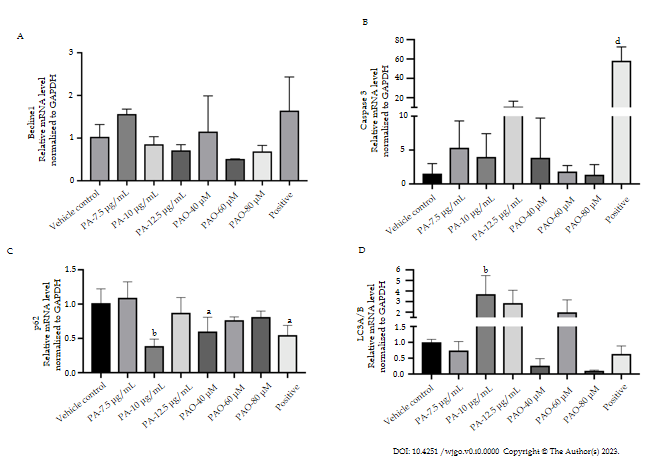 A
Becline1
Relative mRNA level
normalised to GAPDH
3
2
1
0
Vehicle control
PA-7.5 µg/mL
PA-10 µg/mL
PA-12.5 µg/mL
PAO-40 µM
PAO-60 µM
PAO-80 µM
Positive
B
Caspase 3
Relative mRNA level
normalized to GAPDH
80
60
40
20
10
5
0
d
Vehicle control
PA-7.5 µg/mL
PA-10 µg/mL
PA-12.5 µg/mL
PAO-40 µM
PAO-60 µM
PAO-80 µM
Positive
C
p62
Relative mRNA level
normalized to GAPDH
1.5
1.0
0.5
0.0
b
a
a
Vehicle control
PA-7.5 µg/mL
PA-10 µg/mL
PA-12.5 µg/mL
PAO-40 µM
PAO-60 µM
PAO-80 µM
Positive
D
LC3A/B
Relative mRNA level
normalized to GAPDH
6
5
4
3
2
1.5
1.0
0.5
0.0
b
Vehicle control
PA-7.5 µg/mL
PA-10 µg/mL
PA-12.5 µg/mL
PAO-40 µM
PAO-60 µM
PAO-80 µM
Positive
DOI: 10.4251/wjgo.v0.i0.0000 Copyright © The Author(s) 2023.